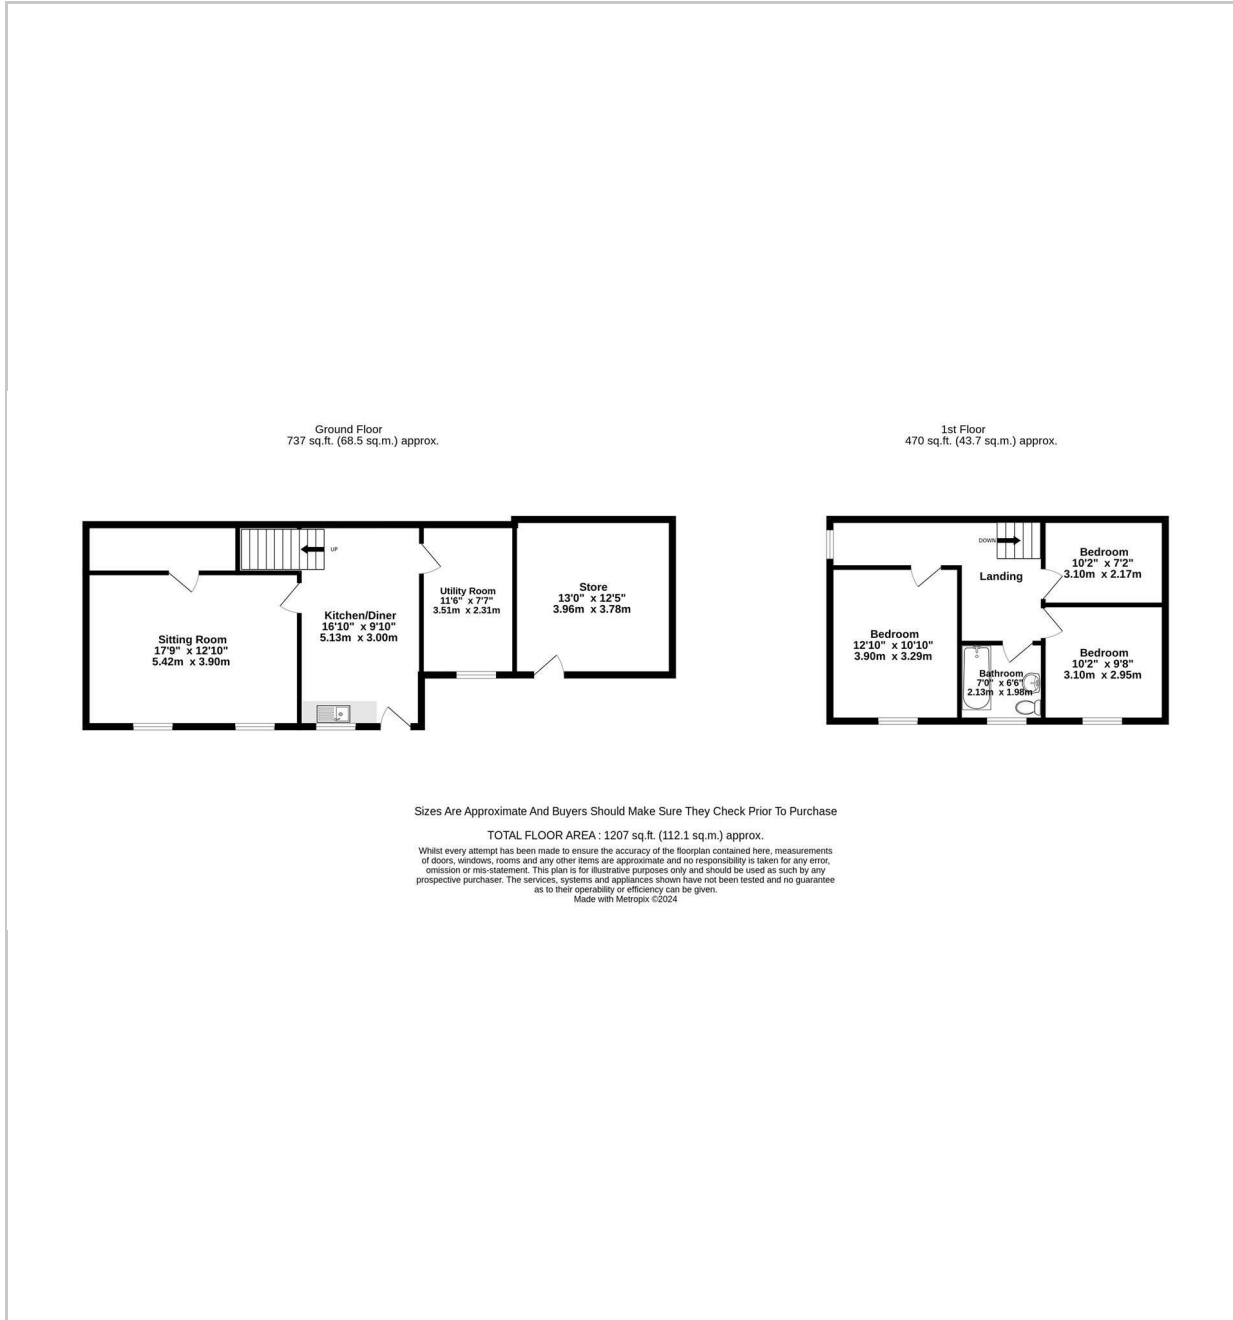 Ground Floor
737 sq.ft. (68.5 sq.m.) approx.
1st Floor
470 sq.ft. (43.7 sq.m.) approx.
UP
Sitting Room
17'9" x 12'10"
5.42m x 3.90m
Kitchen/Diner
16'10" x 9'10"
5.13m x 3.00m
Utility Room
11'6" x 7'7"
3.51m x 2.31m
Store
13'0" x 12'5"
3.96m x 3.78m
DOWN
Landing
Bedroom
10'2" x 7'2"
3.10m x 2.17m
Bedroom
12'10" x 10'10"
3.90m x 3.29m
Bathroom
7'0" x 6'6"
2.13m x 1.98m
Bedroom
10'2" x 9'8"
3.10m x 2.95m
Sizes Are Approximate And Buyers Should Make Sure They Check Prior To Purchase
TOTAL FLOOR AREA : 1207 sq.ft. (112.1 sq.m.) approx.
Whilst every attempt has been made to ensure the accuracy of the floorplan contained here, measurements
of doors, windows, rooms and any other items are approximate and no responsibility is taken for any error,
omission or mis-statement. This plan is for illustrative purposes only and should be used as such by any
prospective purchaser. The services, systems and appliances shown have not been tested and no guarantee
as to their operability or efficiency can be given.
Made with Metropix ©2024